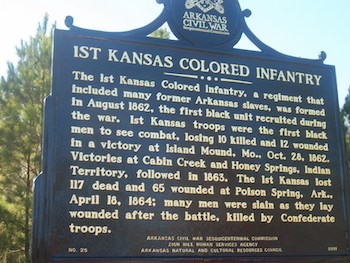 ARKANSAS
CIVIL WAR
1ST KANSAS COLORED INFANTRY
The 1st Kansas Colored Infantry, a regiment that
included many former Arkansas slaves, was formed
in August 1862, the first black unit recruited during
the war. 1st Kansas troops were the first black
men to see combat, losing 10 killed and 12 wounded
in a victory at Island Mound, Mo., Oct. 28, 1862.
Victories at Cabin Creek and Honey Springs, Indian
Territory, followed in 1863. The 1st Kansas lost
117 dead and 65 wounded at Poison Spring, Ark.,
April 18, 1864; many men were slain as they lay
wounded after the battle, killed by Confederate
troops.
ARKANSAS CIVIL WAR SESQUICENTENNIAL COMMISSION
ZION HILL HUMAN SERVICES AGENCY
NO. 25 ARKANSAS NATURAL AND CULTURAL RESOURCES COUNCIL